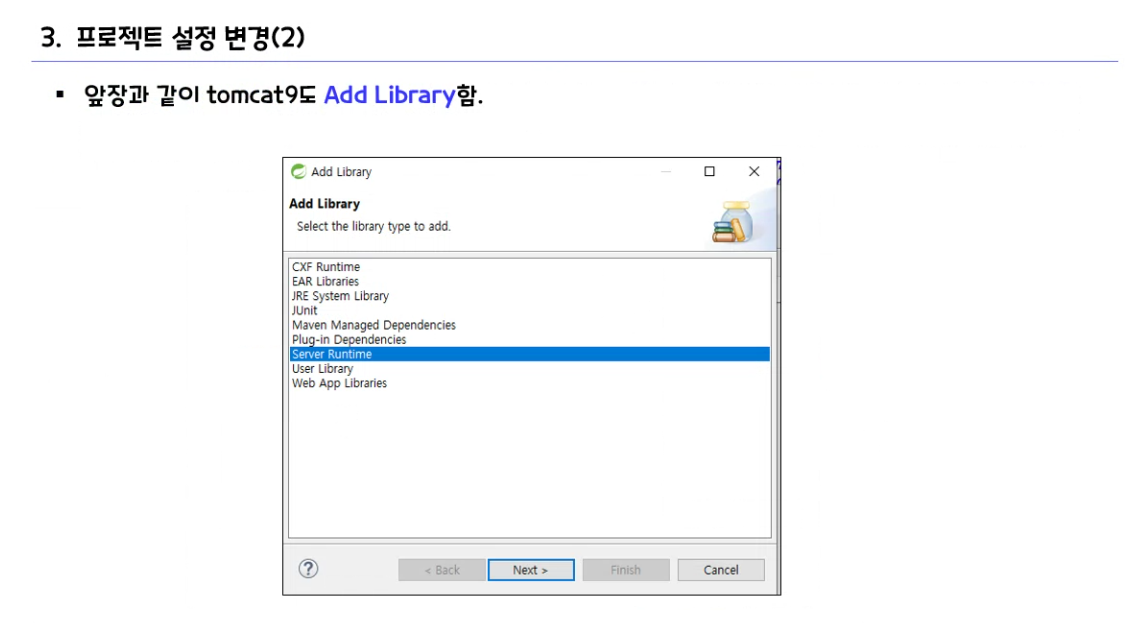 3. 프로젝트 설정 변경(2)
▪ 앞장과 같이 tomcat9도 Add Library함.
Add Library
Add Library
Select the library type to add.
CXF Runtime
EAR Libraries
JRE System Library
JUnit
Maven Managed Dependencies
Plug-in Dependencies
Server Runtime
User Library
Web App Libraries
? < Back Next > Finish Cancel